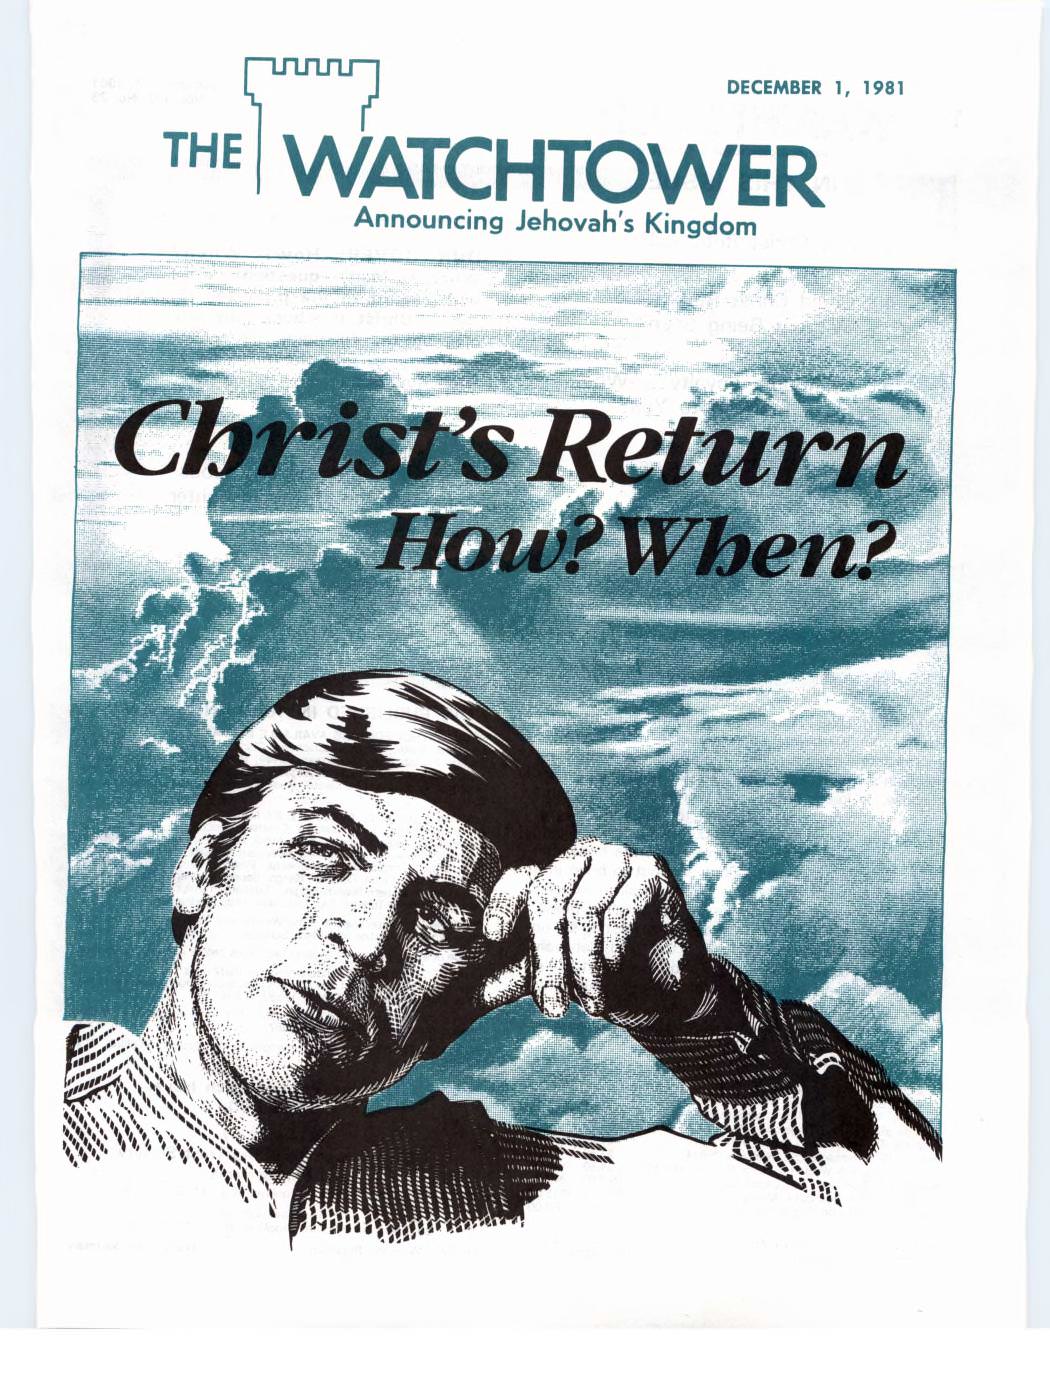 DECEMBER 1, 1981
THE WATCHTOWER
Announcing Jehovah's Kingdom
Christ's Return
How? When?